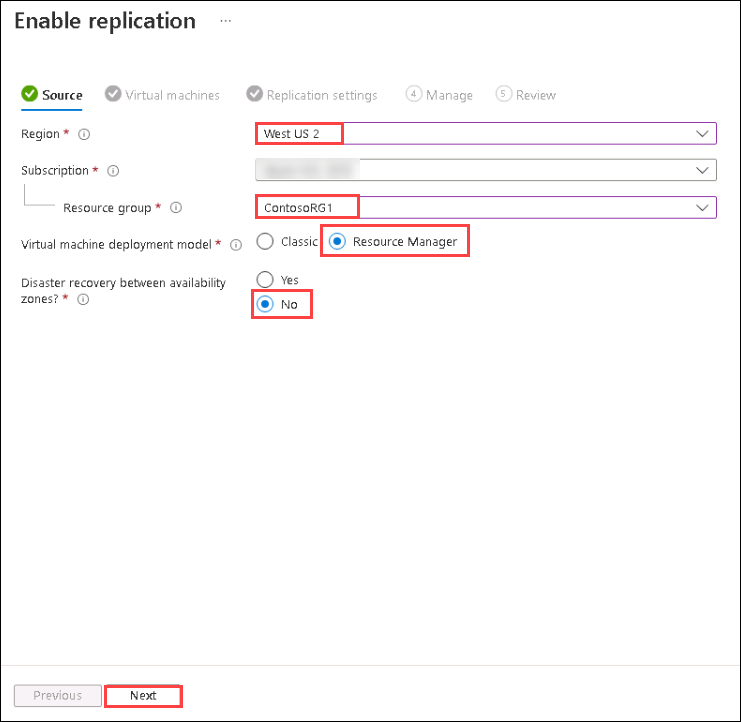 Enable replication ...
Source Virtual machines Replication settings 4 Manage 5 Review
Region * West US 2
Subscription *
Resource group * ContosoRG1
Virtual machine deployment model * Classic Resource Manager
Disaster recovery between availability zones? * Yes
No
Previous Next